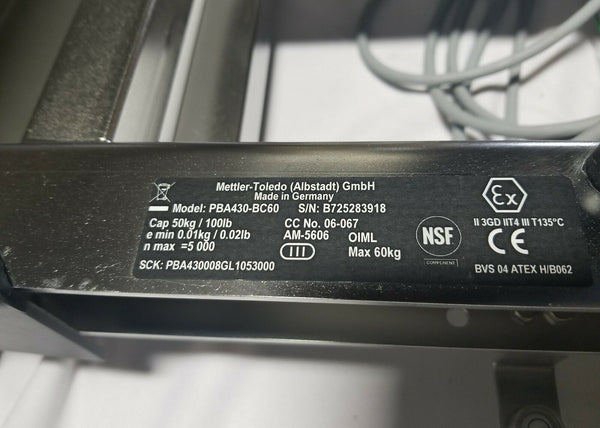 Mettler-Toledo (Albstadt) GmbH
Made in Germany
Model: PBA430-BC60 S/N: B725283918
Cap 50kg / 100lb CC No. 06-067
e min 0.01kg / 0.02lb AM-5606 OIML
n max =5 000 III Max 60kg
SCK: PBA430008GL1053000
NSF
COMPONENT
Ex
II 3GD IIT4 III T135°C
CE
BVS 04 ATEX H/B062